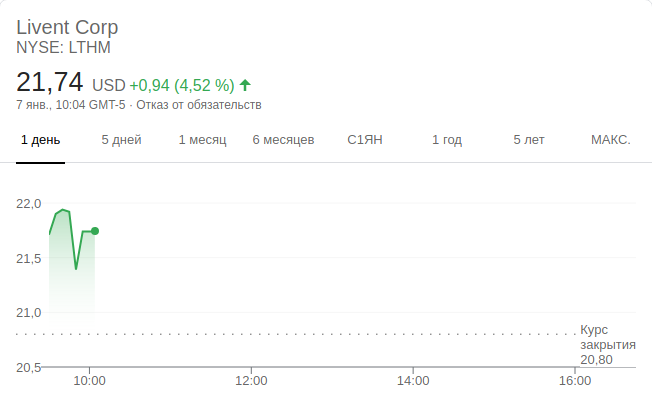 Livent Corp
NYSE: LTHM
21,74 USD +0,94 (4,52 %)
7 янв., 10:04 GMT-5 · Отказ от обязательств
1 день 5 дней 1 месяц 6 месяцев С1ЯН 1 год 5 лет МАКС.
22,0
21,5
21,0
Курс
закрытия
20,80
20,5
10:00 12:00 14:00 16:00